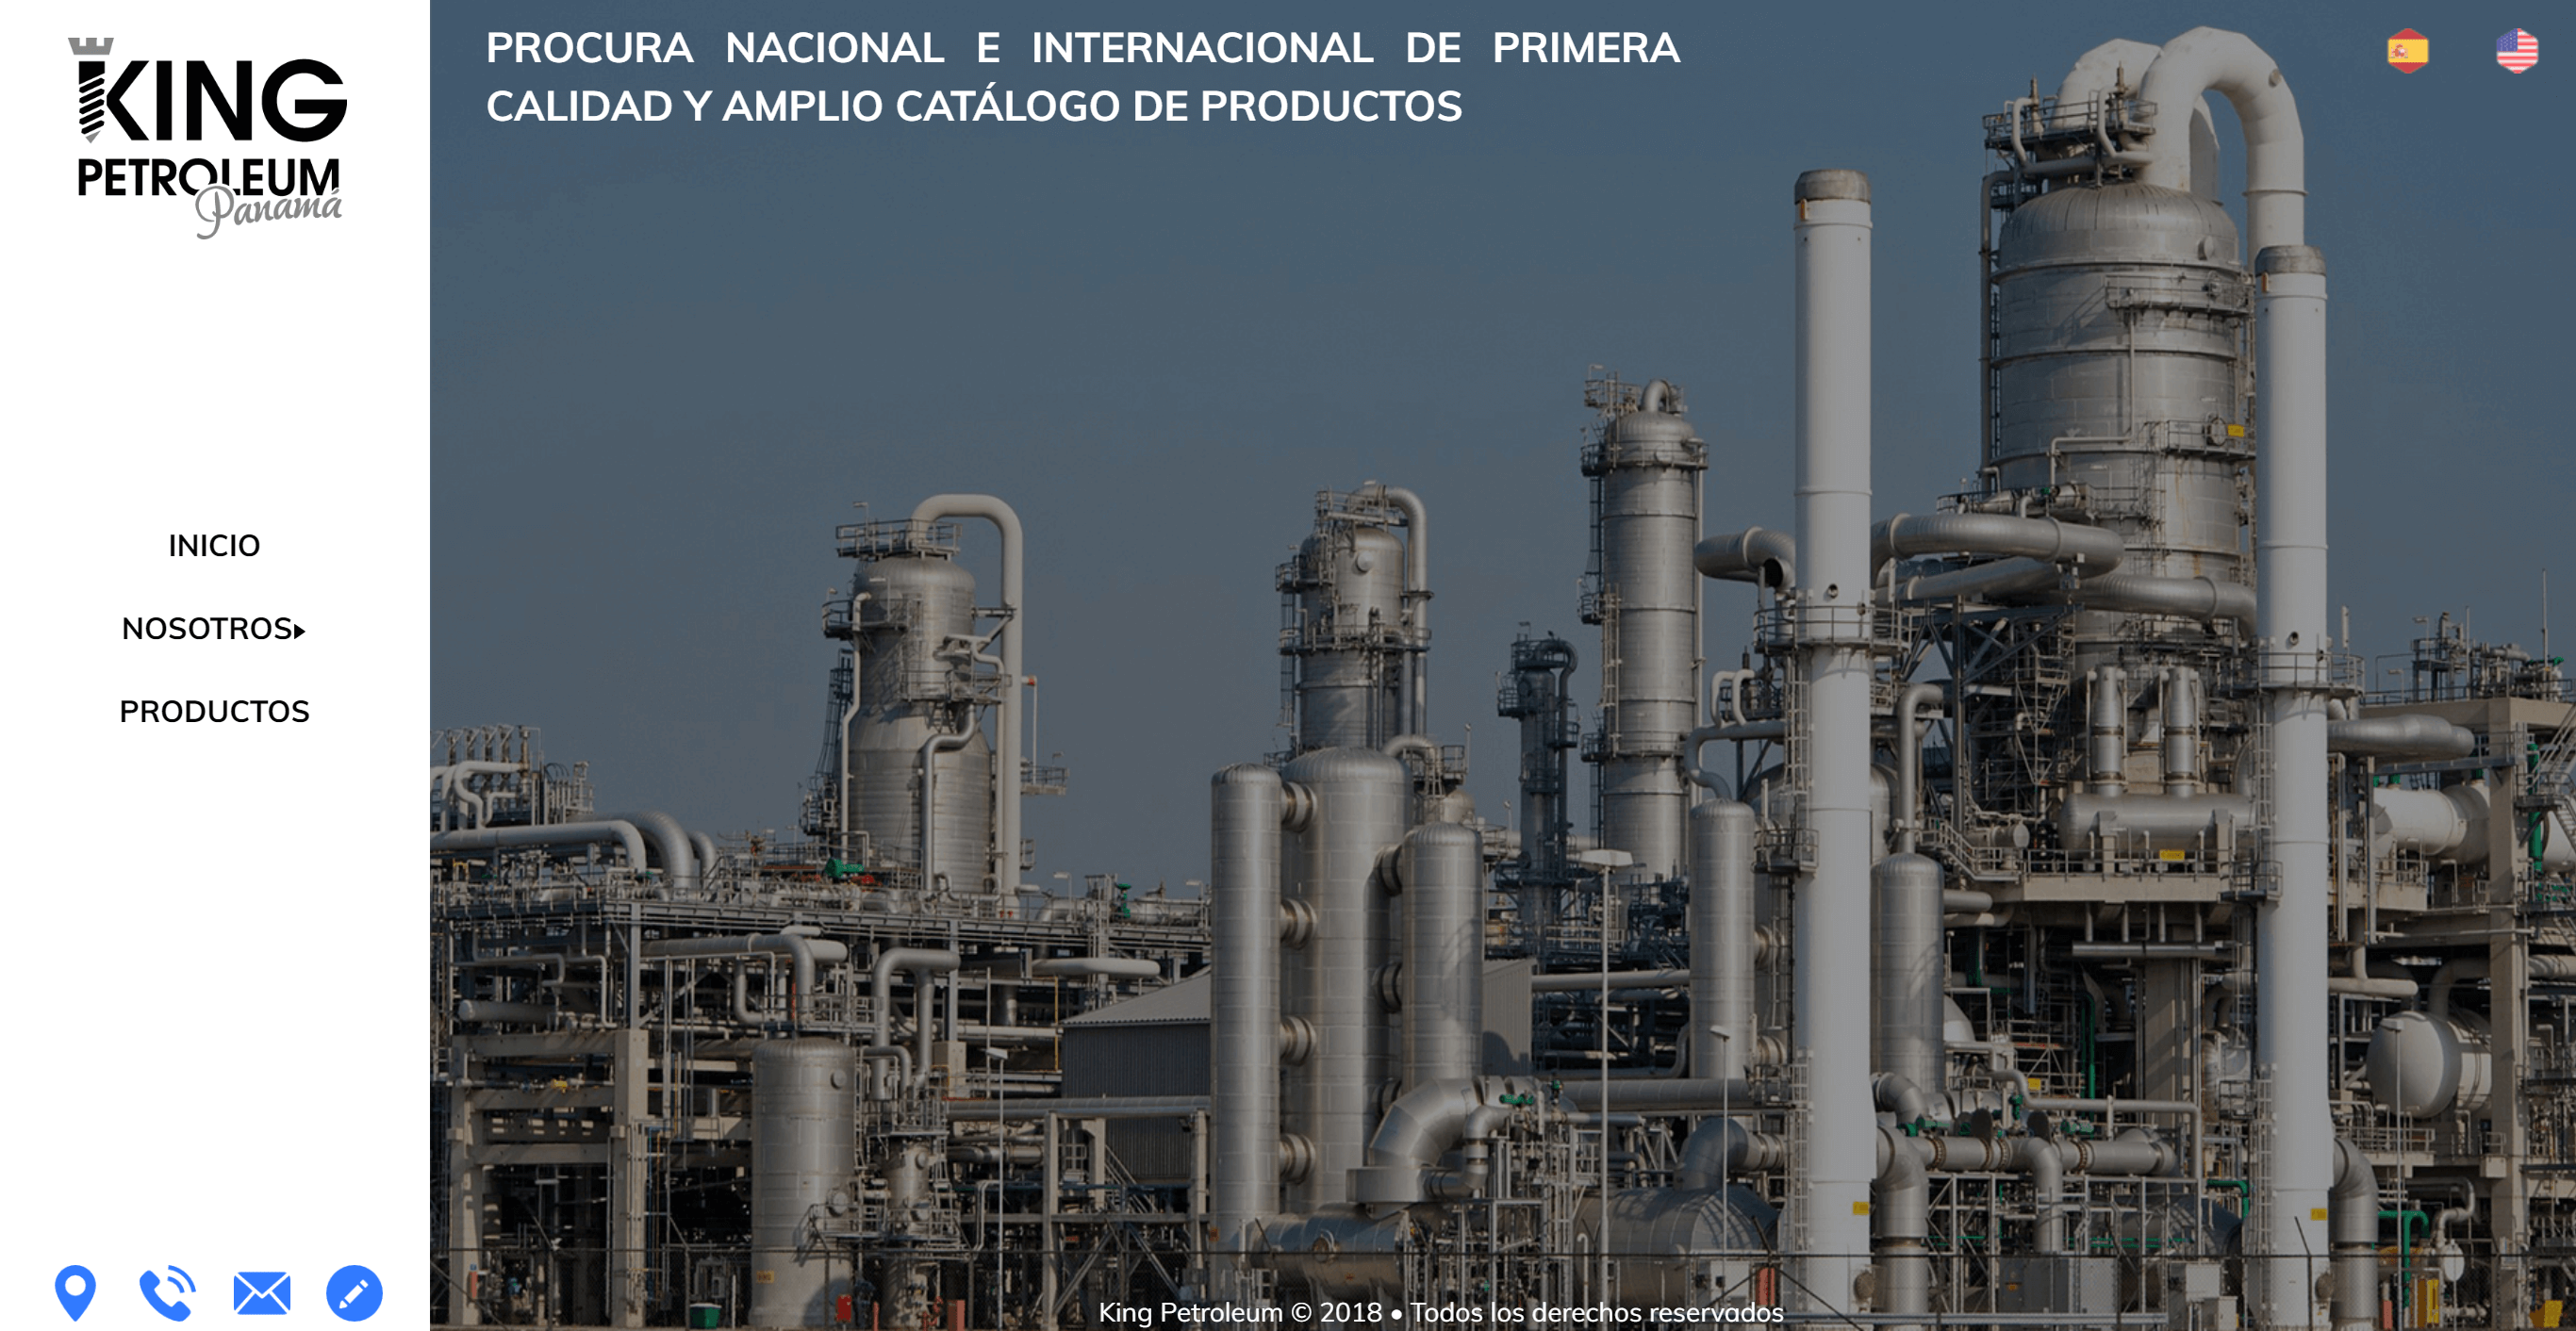 KING
PETROLEUM
Panamá
INICIO
NOSOTROS
PRODUCTOS
PROCURA NACIONAL E INTERNACIONAL DE PRIMERA
CALIDAD Y AMPLIO CATÁLOGO DE PRODUCTOS
King Petroleum © 2018 • Todos los derechos reservados